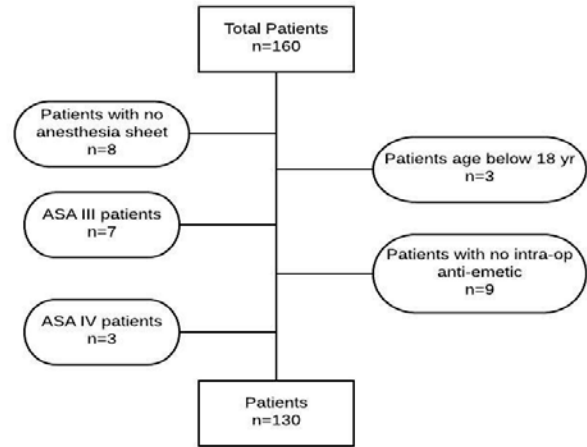 Total Patients
n=160
Patients with no
anesthesia sheet
n=8
Patients age below 18 yr
n=3
ASA III patients
n=7
Patients with no intra-op
anti-emetic
n=9
ASA IV patients
n=3
Patients
n=130